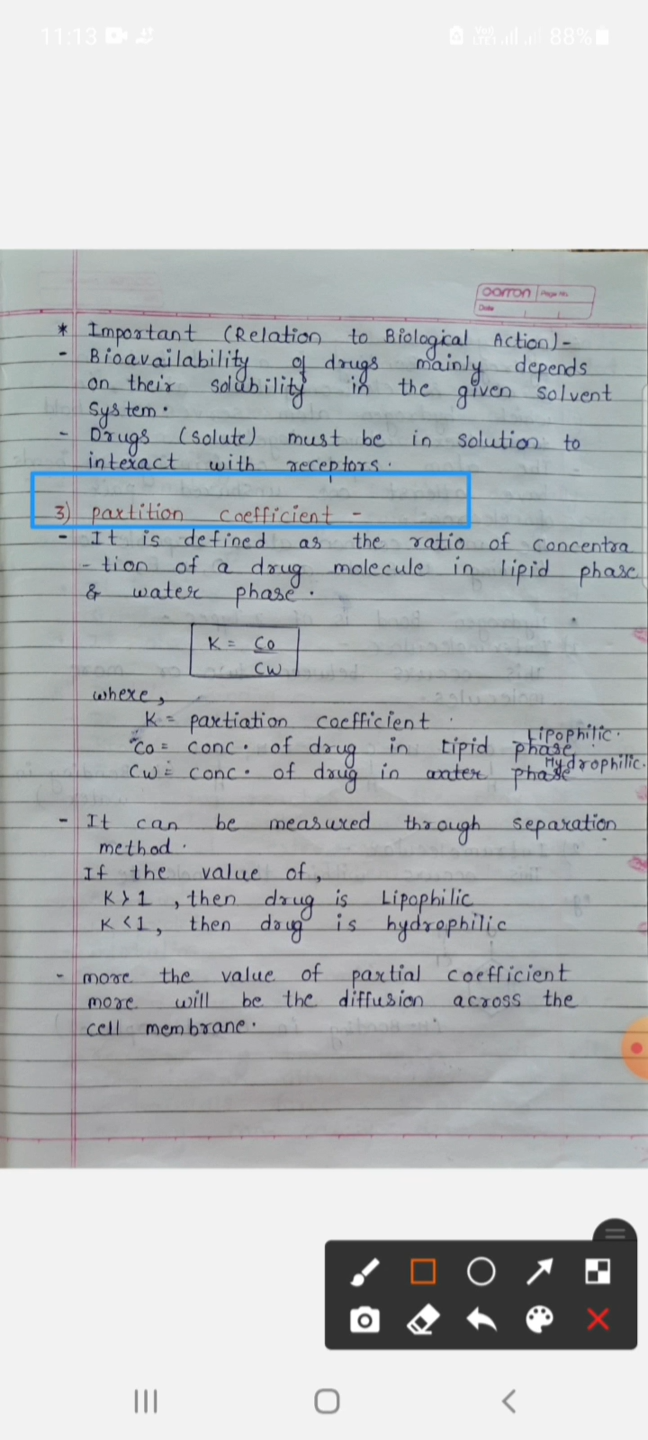 11:13
88%
oarron Page No.
Date
* Important (Relation to Biological Action)-
- Bioavailability of drugs mainly depends
on their solubility in the given solvent
system.
- Drugs (solute) must be in solution to
interact with receptors.
3) partition coefficient -
- It is defined as the ratio of concentra
- tion of a drug molecule in lipid phase
& water phase.
K = Co
Cw
where,
K = partiation coefficient.
Lipophilic.
Co = conc. of drug in lipid phase
Hydrophilic.
Cw = conc. of drug in water phase
- It can be measured through separation
method.
If the value of,
K > 1, then drug is Lipophilic
K < 1, then drug is hydrophilic
- more the value of partial coefficient
more will be the diffusion across the
cell membrane.